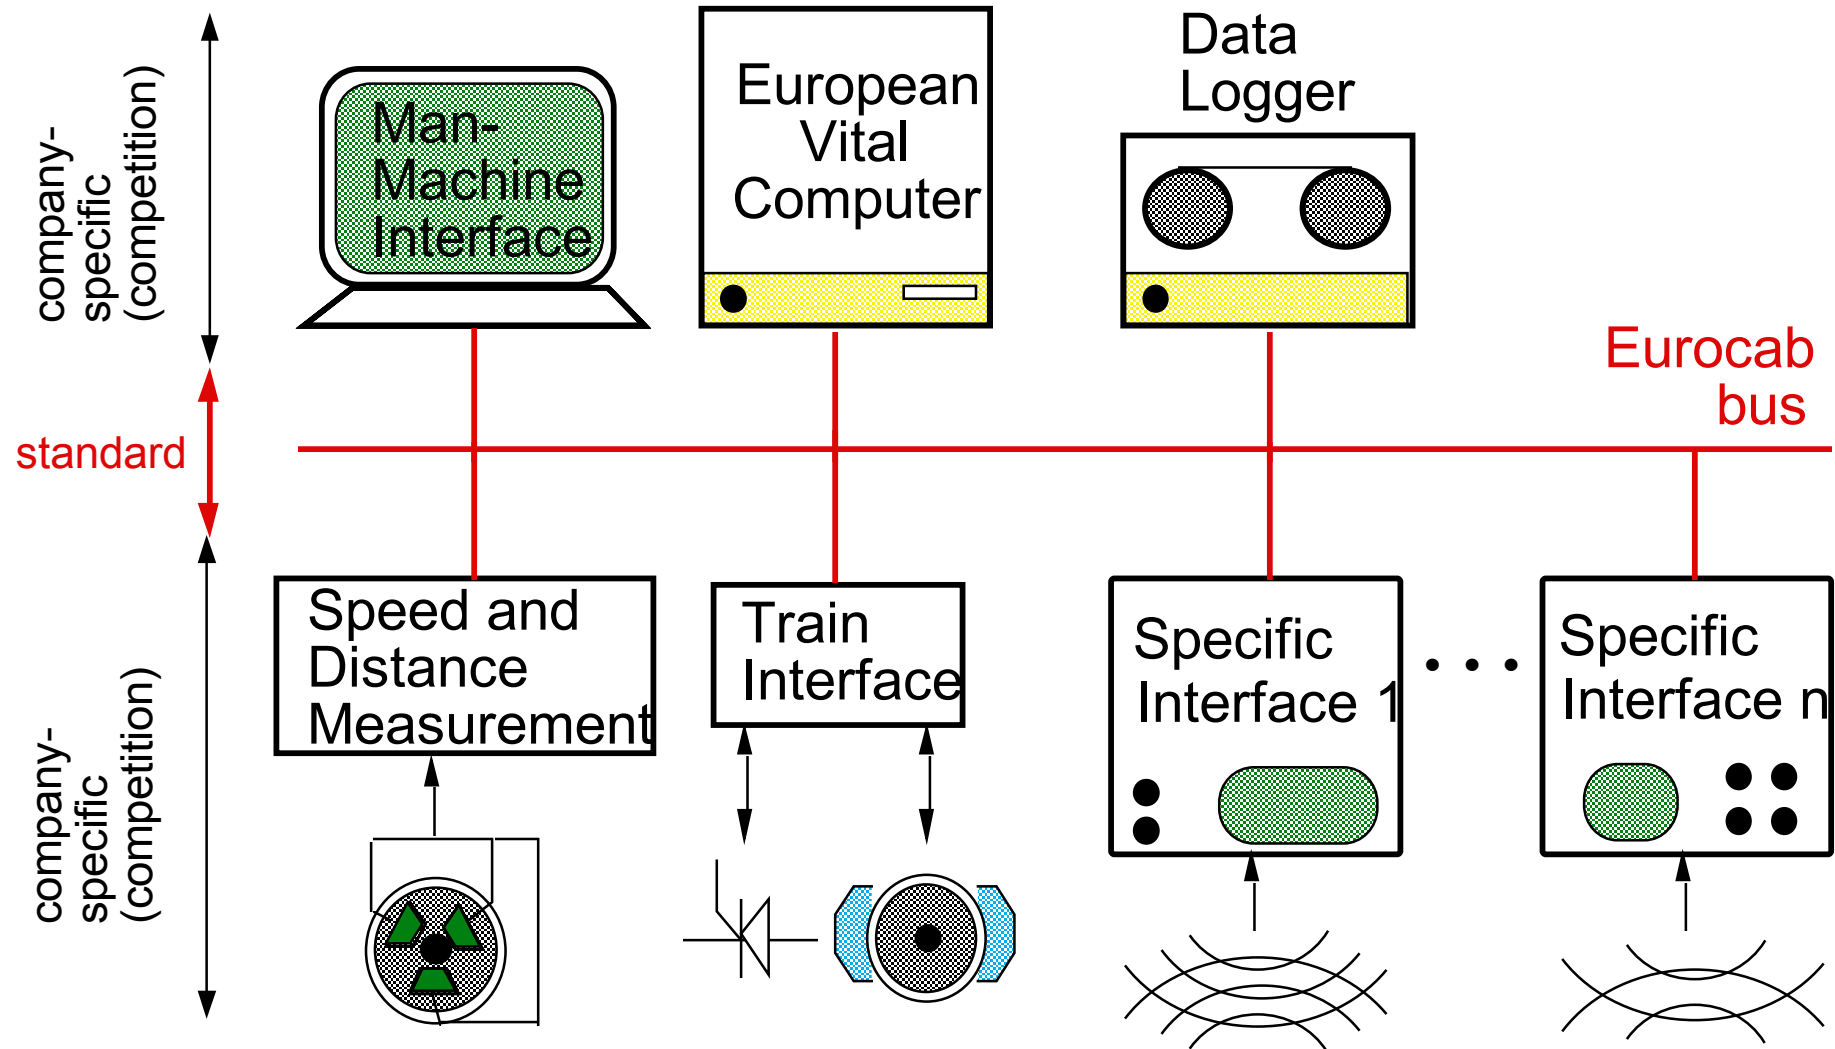 company-
specific
(competition)
Man-
Machine
Interface
European
Vital
Computer
Data
Logger
Eurocab
bus
standard
company-
specific
(competition)
Speed and
Distance
Measurement
Train
Interface
Specific
Interface 1
• • •
Specific
Interface n